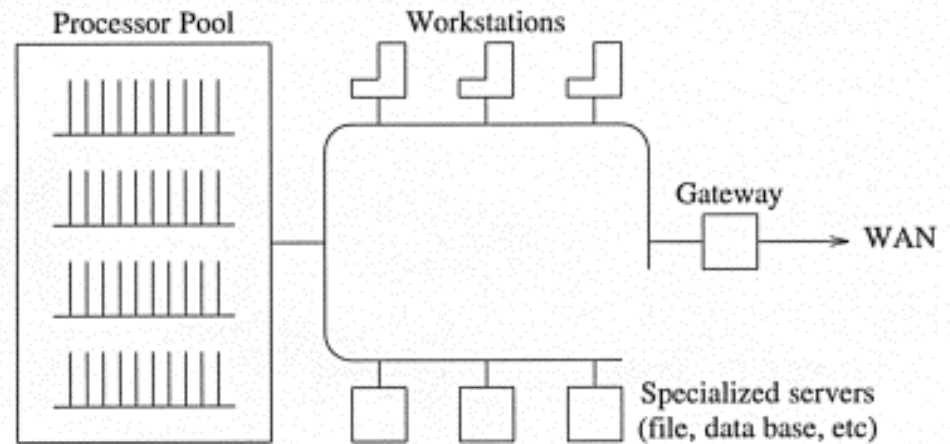 Processor Pool
Workstations
Gateway
WAN
Specialized servers
(file, data base, etc)